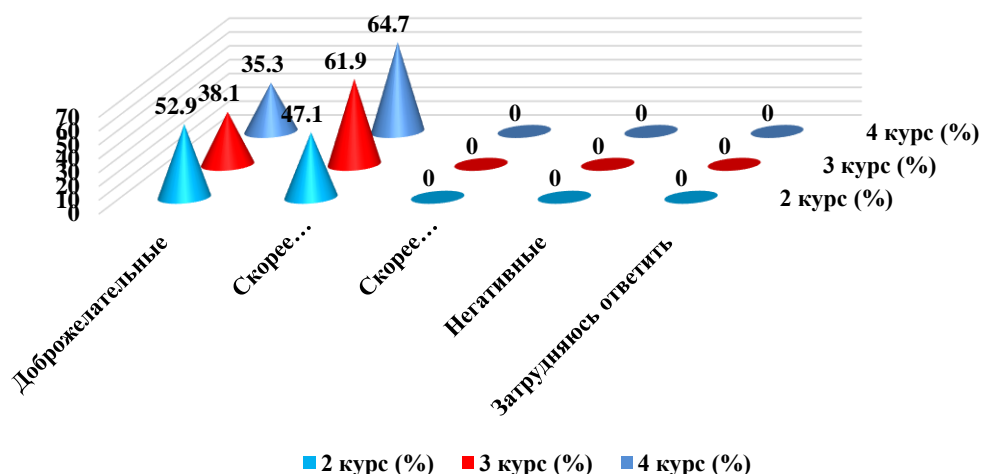 64.7
35.3
61.9
52.9
38.1
47.1
0
0
0
0
0
0
0
0
0
70
60
50
40
30
20
10
0
4 курс (%)
3 курс (%)
2 курс (%)
Доброжелательные
Скорее…
Скорее…
Негативные
Затрудняюсь ответить
2 курс (%) 3 курс (%) 4 курс (%)